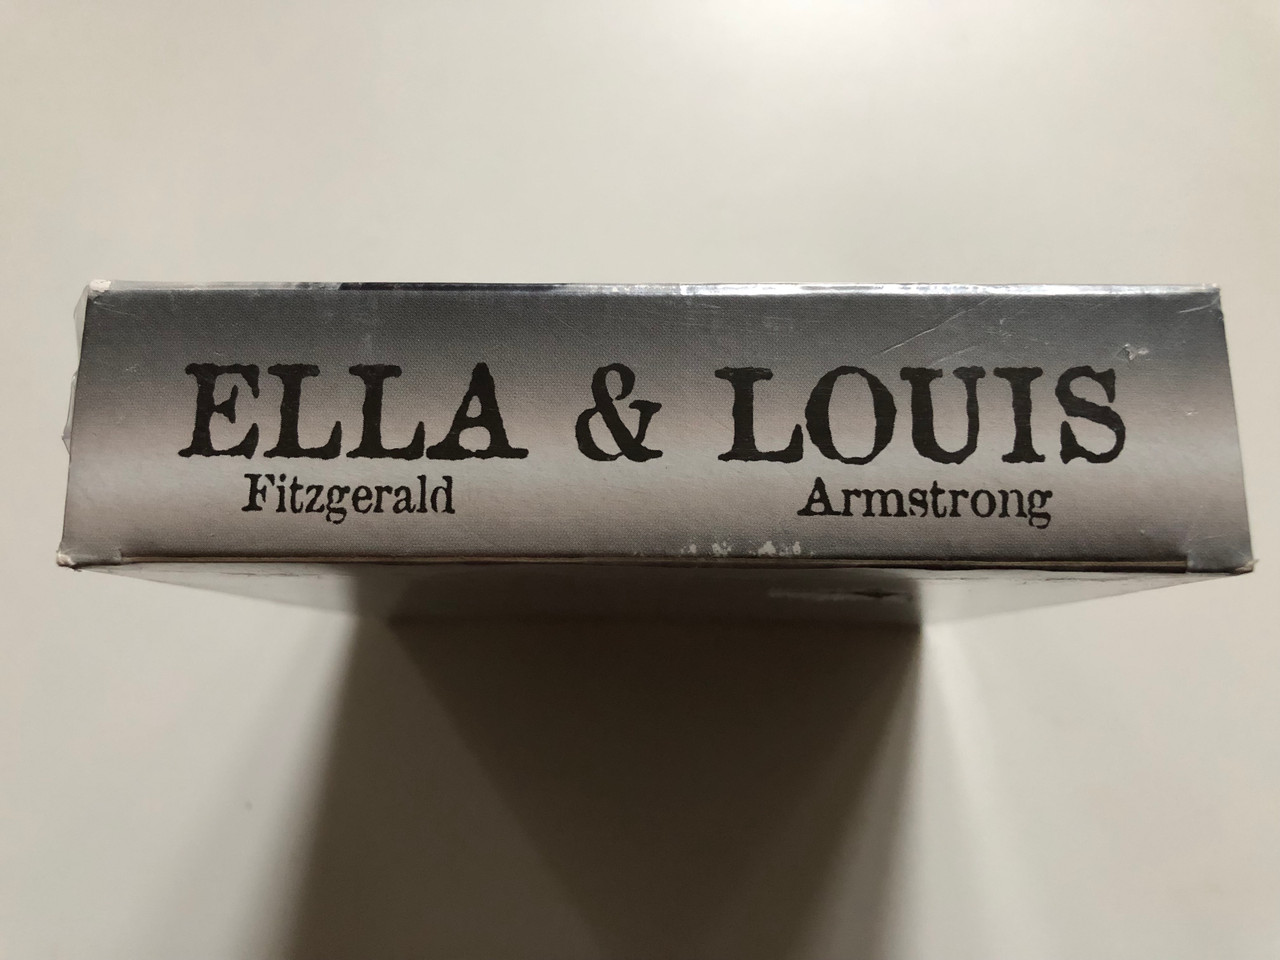 ELLA & LOUIS
Fitzgerald Armstrong